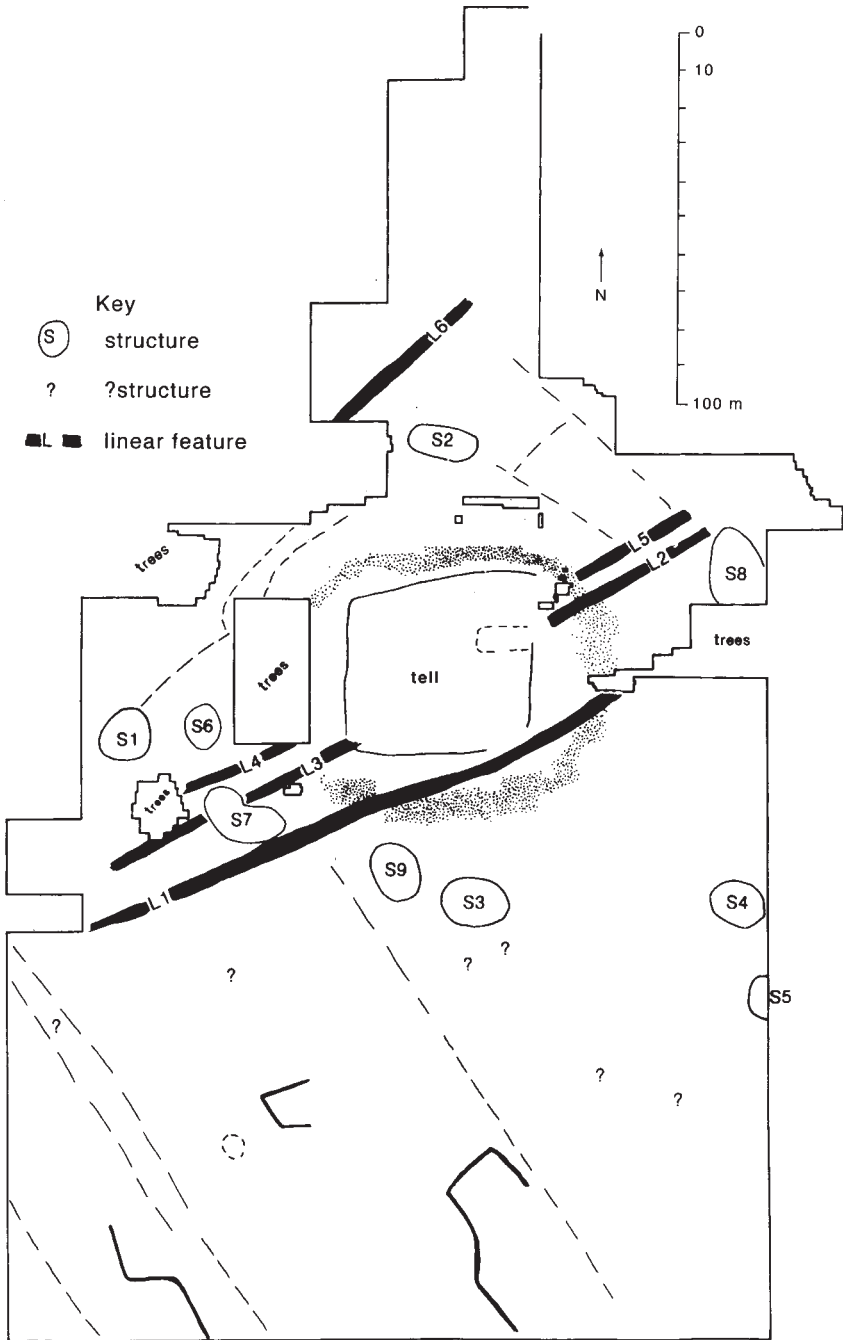 0
10
N
100 m
Key
S structure
? ?structure
L linear feature
L6
S2
trees
L5
L2
S8
trees
trees
tell
S1
S6
L4
L3
trees
S7
S9
S3
S4
L1
?
?
?
S5
?
?
?